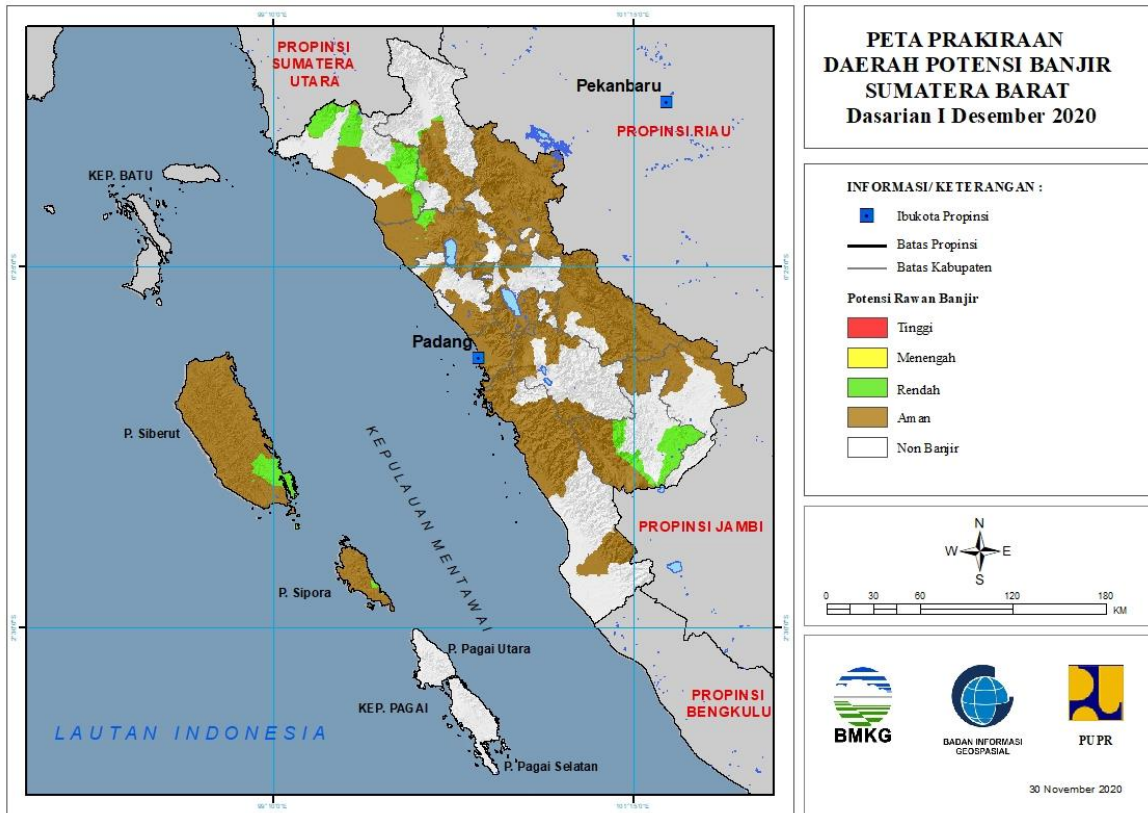 PETA PRAKIRAAN
DAERAH POTENSI BANJIR
SUMATERA BARAT
Dasarian I Desember 2020
INFORMASI/ KETERANGAN :
Ibukota Propinsi
Batas Propinsi
Batas Kabupaten
Potensi Rawan Banjir
Tinggi
Menengah
Rendah
Aman
Non Banjir
N
W E
S
0 30 60 120 180
KM
BMKG
BADAN INFORMASI
GEOSPASIAL
PUPR
30 November 2020
PROPINSI
SUMATERA
UTARA
Pekanbaru
PROPINSI RIAU
KEP. BATU
Padang
P. Siberut
KEPULAUAN MENTAWAI
PROPINSI JAMBI
P. Sipora
P. Pagai Utara
KEP. PAGAI
PROPINSI
BENGKULU
LAUTAN INDONESIA
P. Pagai Selatan